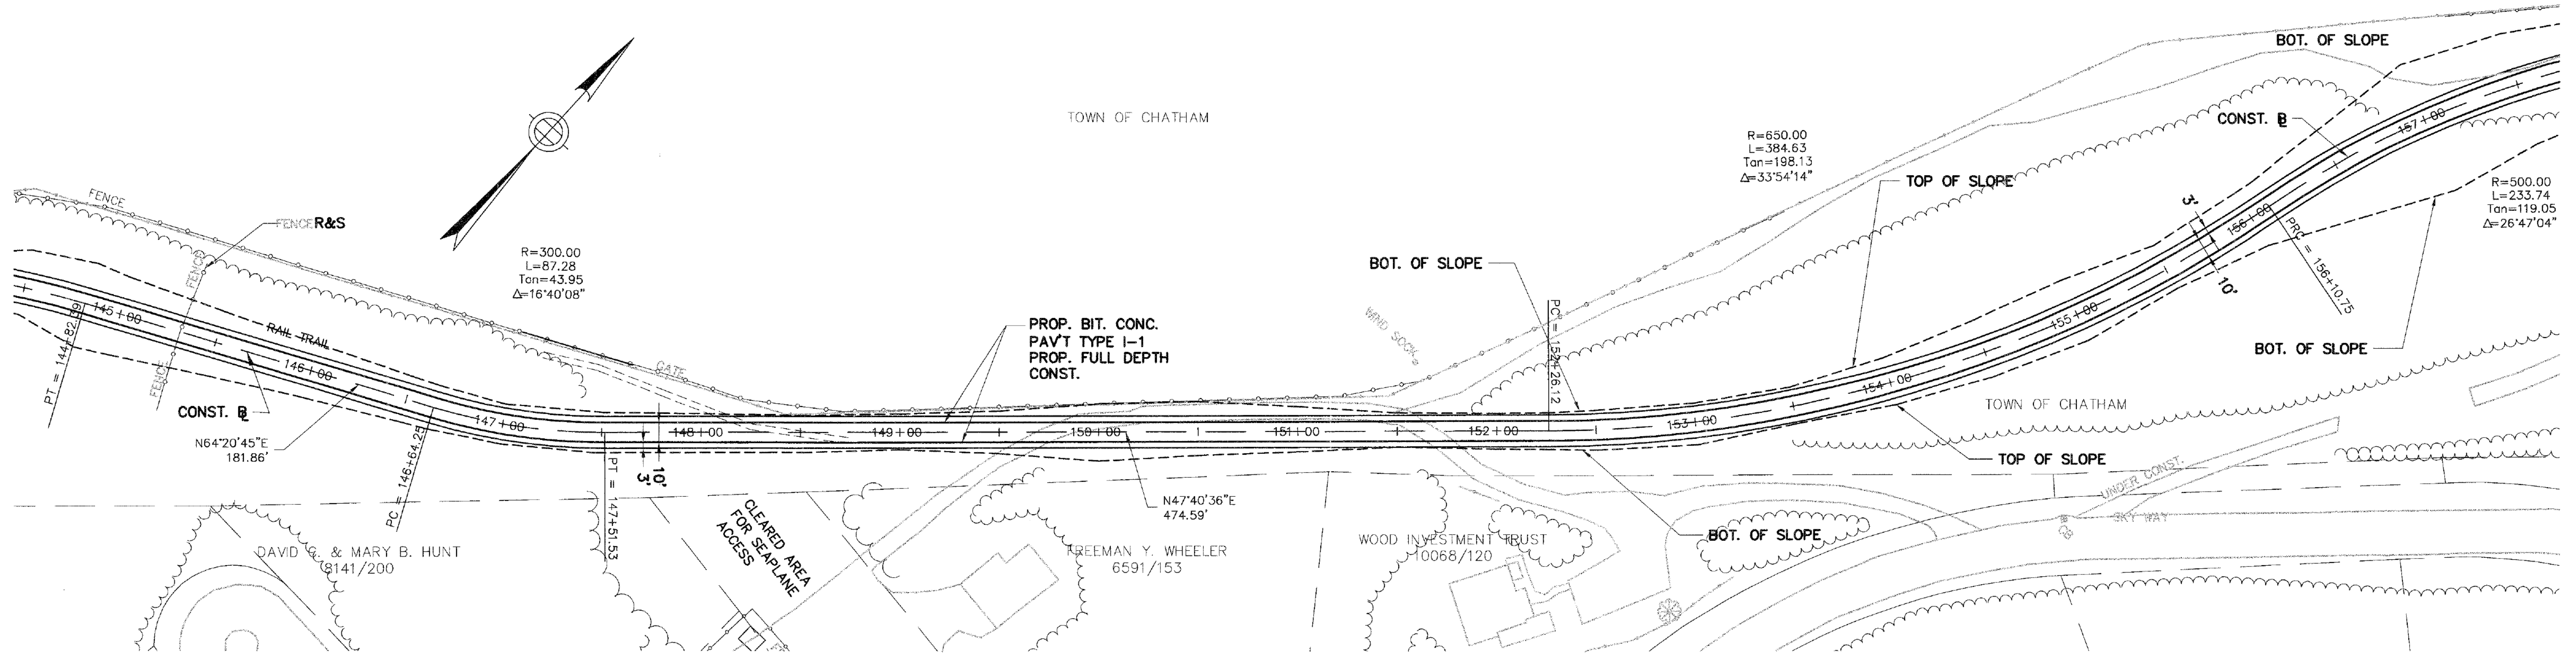 BOT. OF SLOPE
TOWN OF CHATHAM
CONST. B
157+00
R=650.00
L=384.63
Tan=198.13
Δ=33°54'14"
TOP OF SLOPE
R=500.00
L=233.74
Tan=119.05
Δ=26°47'04"
FENCE
FENCE R&S
FENCE
FENCE
3'
156+00
10'
PRC = 156+10.75
R=300.00
L=87.28
Tan=43.95
Δ=16°40'08"
BOT. OF SLOPE
WIND SOCK
PC = 152+26.12
PT = 144+82.39
145+00
RAIL TRAIL
146+00
GATE
PROP. BIT. CONC.
PAV'T TYPE I-1
PROP. FULL DEPTH
CONST.
155+00
BOT. OF SLOPE
154+00
TOWN OF CHATHAM
CONST. B
N64°20'45"E
181.86'
PC = 146+64.25
147+00
148+00
149+00
150+00
151+00
152+00
153+00
TOP OF SLOPE
PT = 147+51.53
3'
10'
N47°40'36"E
474.59'
CLEARED AREA
FOR SEAPLANE
ACCESS
UNDER CONST.
SKY WAY
DAVID G. & MARY B. HUNT
8141/200
FREEMAN Y. WHEELER
6591/153
WOOD INVESTMENT TRUST
10068/120
BOT. OF SLOPE